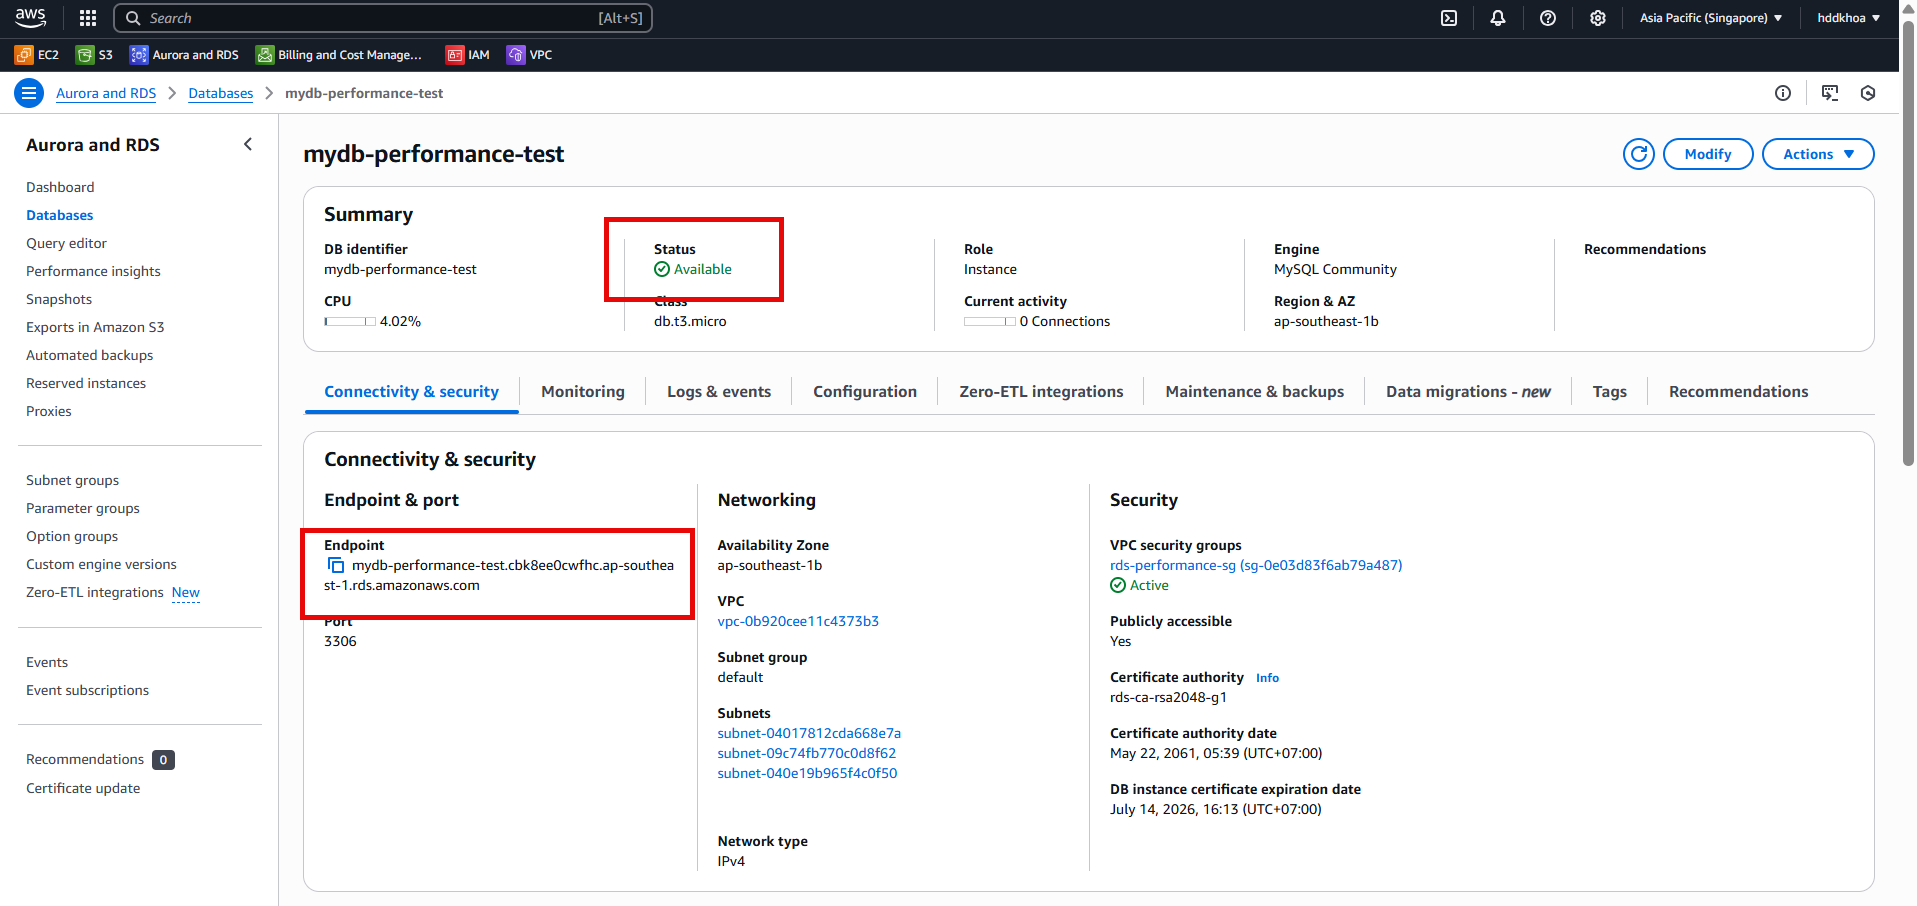 aws
Search [Alt+S]
Asia Pacific (Singapore) ▼
hddkhoa ▼
EC2
S3
Aurora and RDS
Billing and Cost Manage...
IAM
VPC
Aurora and RDS > Databases > mydb-performance-test
Aurora and RDS
Dashboard
Databases
Query editor
Performance insights
Snapshots
Exports in Amazon S3
Automated backups
Reserved instances
Proxies
Subnet groups
Parameter groups
Option groups
Custom engine versions
Zero-ETL integrations New
Events
Event subscriptions
Recommendations 0
Certificate update
mydb-performance-test
Modify
Actions ▼
Summary
DB identifier
mydb-performance-test
CPU
4.02%
Status
Available
Class
db.t3.micro
Role
Instance
Current activity
0 Connections
Engine
MySQL Community
Region & AZ
ap-southeast-1b
Recommendations
Connectivity & security
Monitoring
Logs & events
Configuration
Zero-ETL integrations
Maintenance & backups
Data migrations - new
Tags
Recommendations
Connectivity & security
Endpoint & port
Endpoint
mydb-performance-test.cbk8ee0cwfhc.ap-southea
st-1.rds.amazonaws.com
Port
3306
Networking
Availability Zone
ap-southeast-1b
VPC
vpc-0b920cee11c4373b3
Subnet group
default
Subnets
subnet-04017812cda668e7a
subnet-09c74fb770c0d8f62
subnet-040e19b965f4c0f50
Network type
IPv4
Security
VPC security groups
rds-performance-sg (sg-0e03d83f6ab79a487)
Active
Publicly accessible
Yes
Certificate authority Info
rds-ca-rsa2048-g1
Certificate authority date
May 22, 2061, 05:39 (UTC+07:00)
DB instance certificate expiration date
July 14, 2026, 16:13 (UTC+07:00)